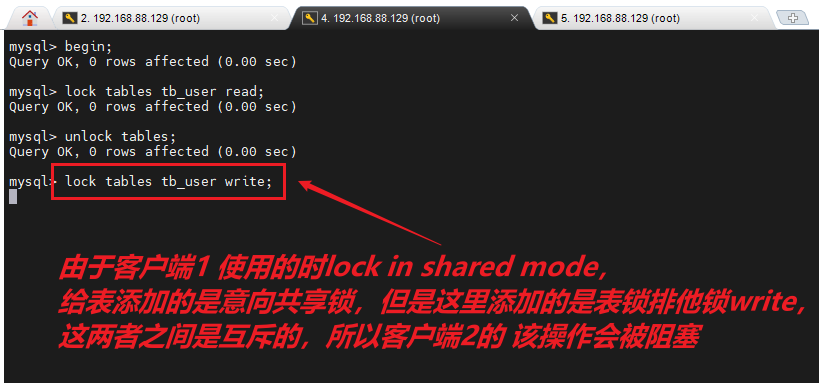 2. 192.168.88.129 (root)
4. 192.168.88.129 (root)
5. 192.168.88.129 (root)
mysql> begin;
Query OK, 0 rows affected (0.00 sec)
mysql> lock tables tb_user read;
Query OK, 0 rows affected (0.00 sec)
mysql> unlock tables;
Query OK, 0 rows affected (0.00 sec)
mysql> lock tables tb_user write;
由于客户端1 使用的时lock in shared mode，
给表添加的是意向共享锁，但是这里添加的是表锁排他锁write，
这两者之间是互斥的，所以客户端2的 该操作会被阻塞